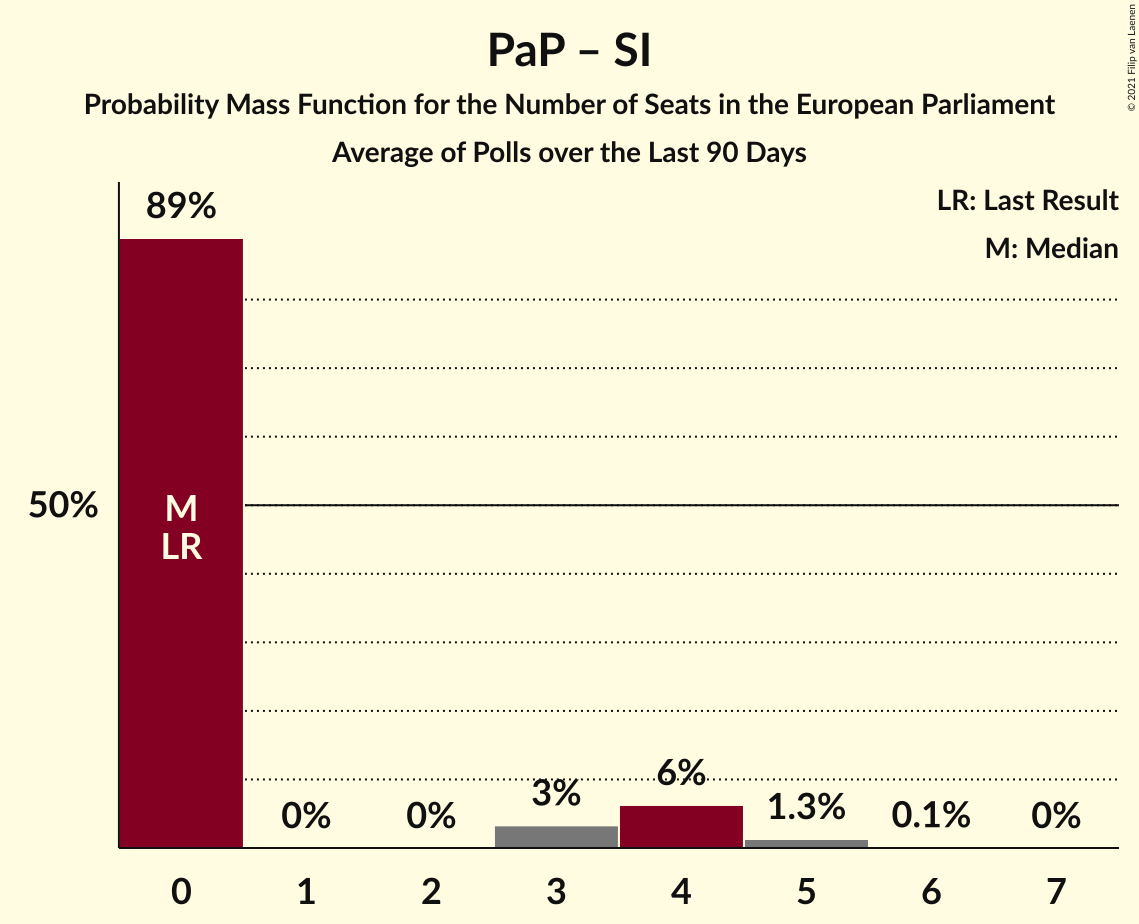 PaP – SI
Probability Mass Function for the Number of Seats in the European Parliament
Average of Polls over the Last 90 Days
© 2021 Filip van Laenen
LR: Last Result
M: Median
89%
50%
M
LR
0%
0%
3%
6%
1.3%
0.1%
0%
0
1
2
3
4
5
6
7